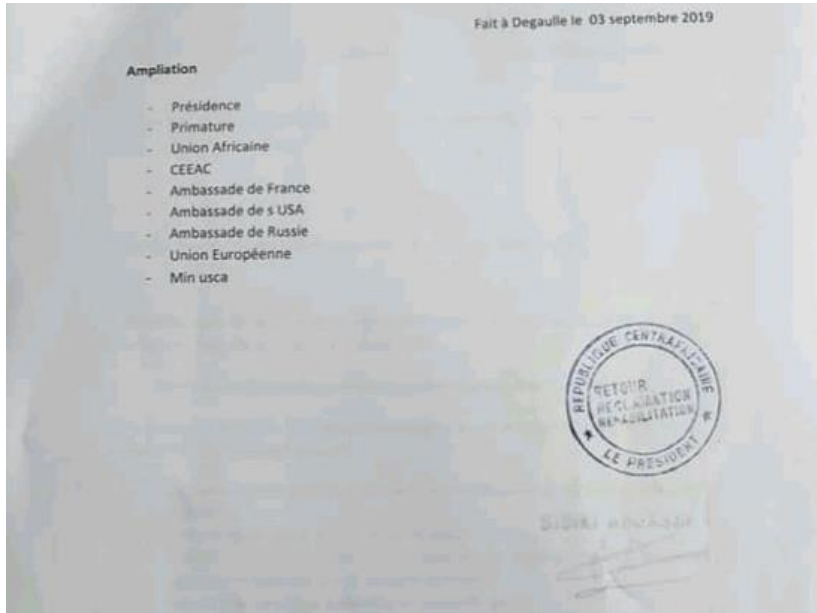 Fait à Degaulle le 03 septembre 2019
Ampliation
- Présidence
- Primature
- Union Africaine
- CEEAC
- Ambassade de France
- Ambassade de s USA
- Ambassade de Russie
- Union Européenne
- Min usca
REPUBLIQUE CENTRAFRICAINE
RETOUR
RECLAMATION
REHABILITATION
* LE PRESIDENT *
SIDIKI